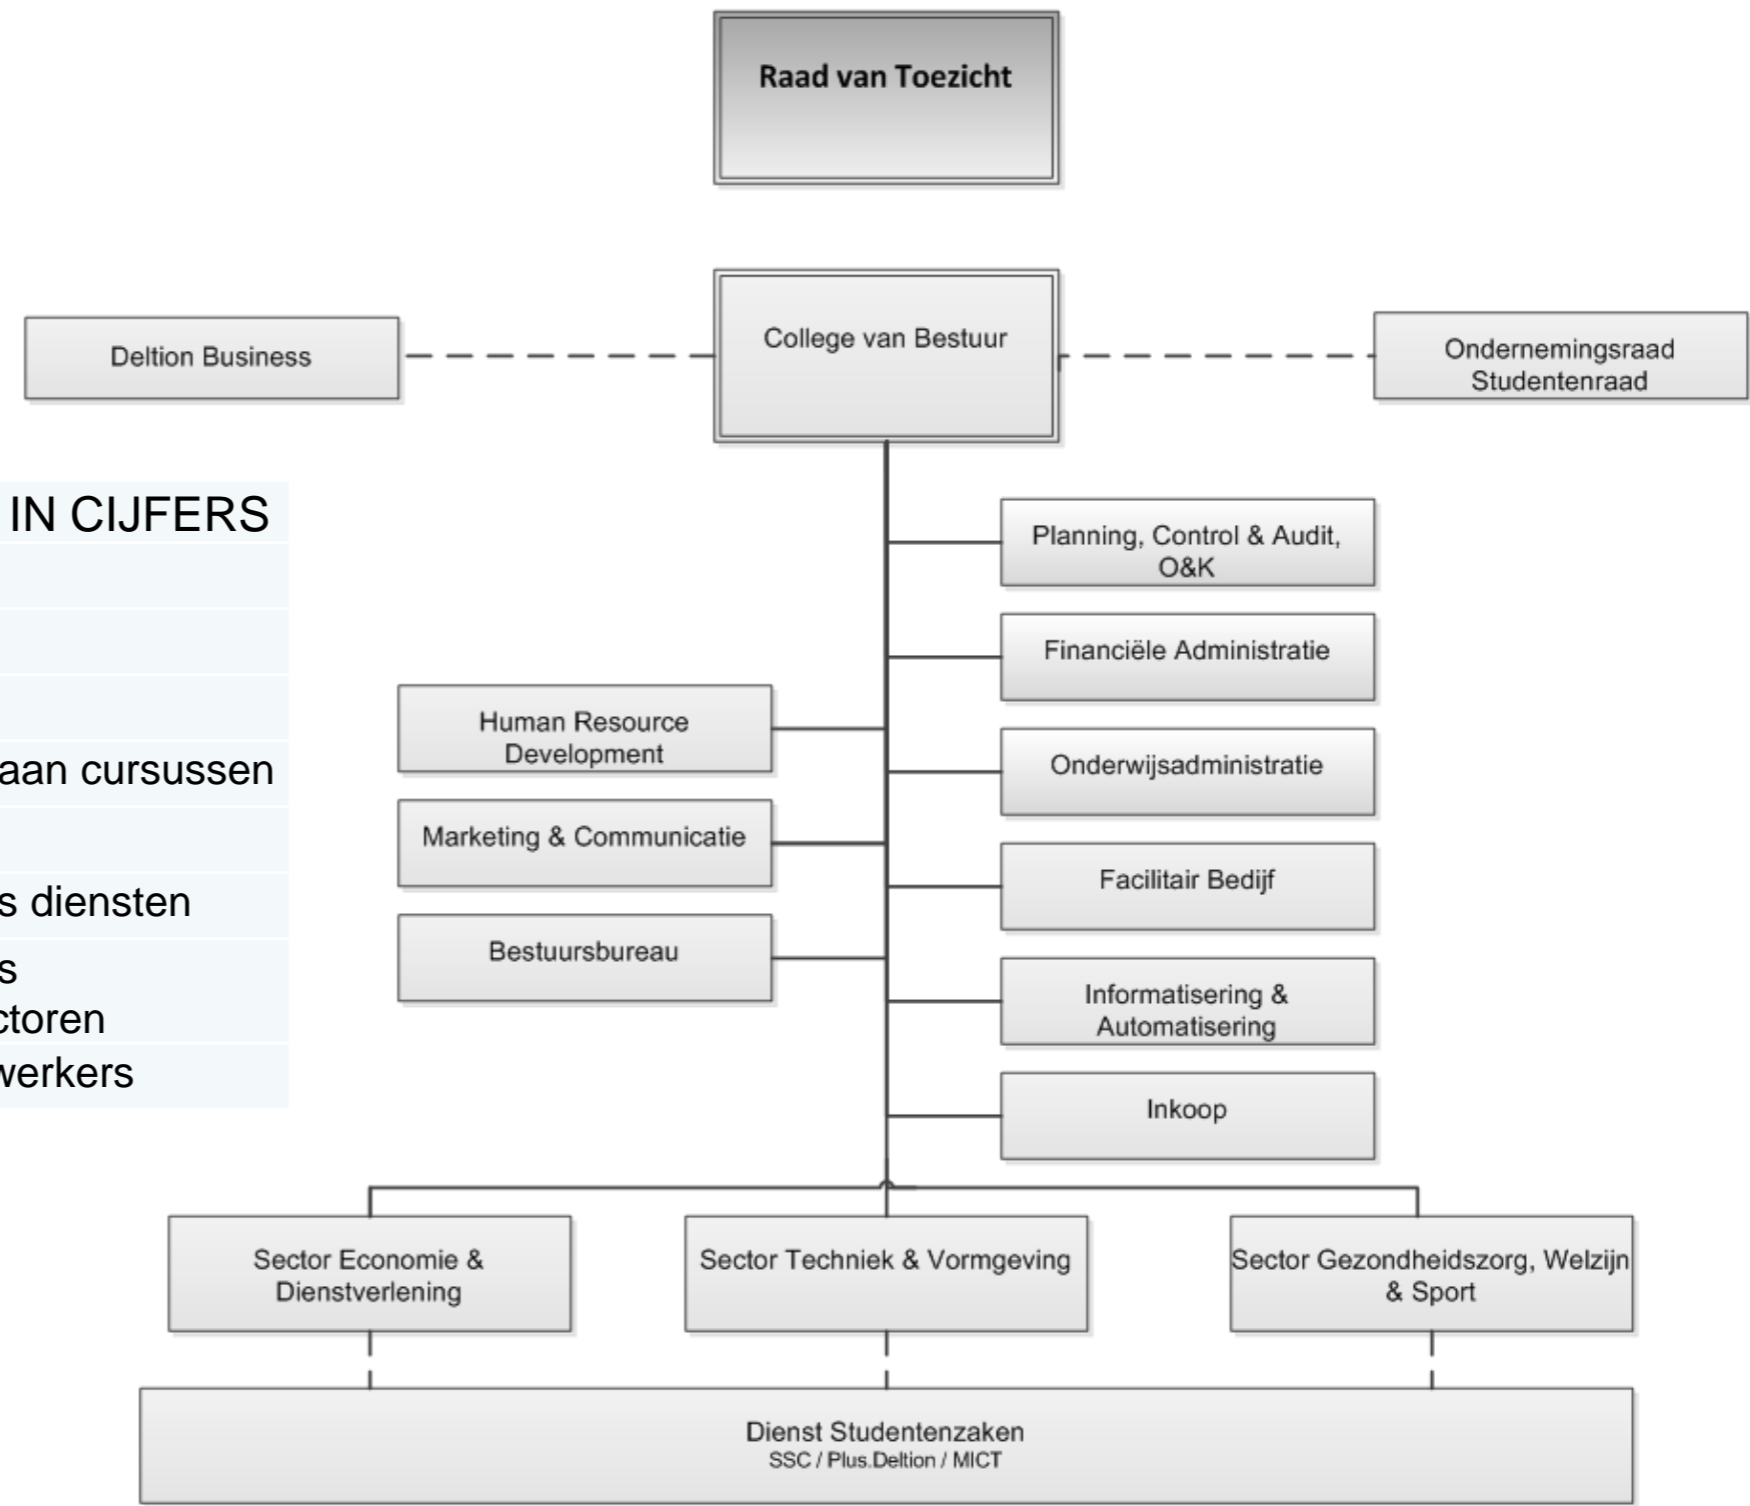 Raad van Toezicht
College van Bestuur
Deltion Business
Ondernemingsraad
Studentenraad
IN CIJFERS
aan cursussen
s diensten
s
ctoren
werkers
Planning, Control & Audit,
O&K
Financiële Administratie
Human Resource
Development
Onderwijsadministratie
Marketing & Communicatie
Facilitair Bedijf
Bestuursbureau
Informatisering &
Automatisering
Inkoop
Sector Economie &
Dienstverlening
Sector Techniek & Vormgeving
Sector Gezondheidszorg, Welzijn
& Sport
Dienst Studentenzaken
SSC / Plus.Deltion / MICT